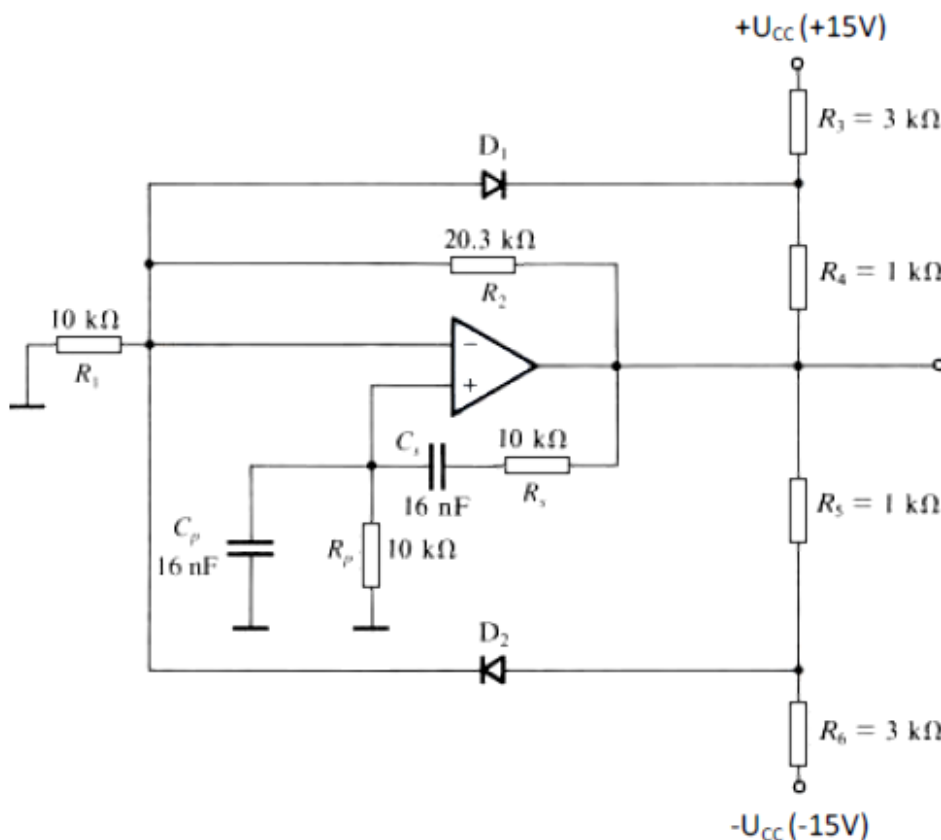 +U_CC (+15V)
R_3 = 3 kΩ
D_1
20.3 kΩ
R_2
R_4 = 1 kΩ
10 kΩ
R_1
−
+
C_s
10 kΩ
16 nF
R_s
R_5 = 1 kΩ
C_p
16 nF
R_p
10 kΩ
D_2
R_6 = 3 kΩ
-U_CC (-15V)